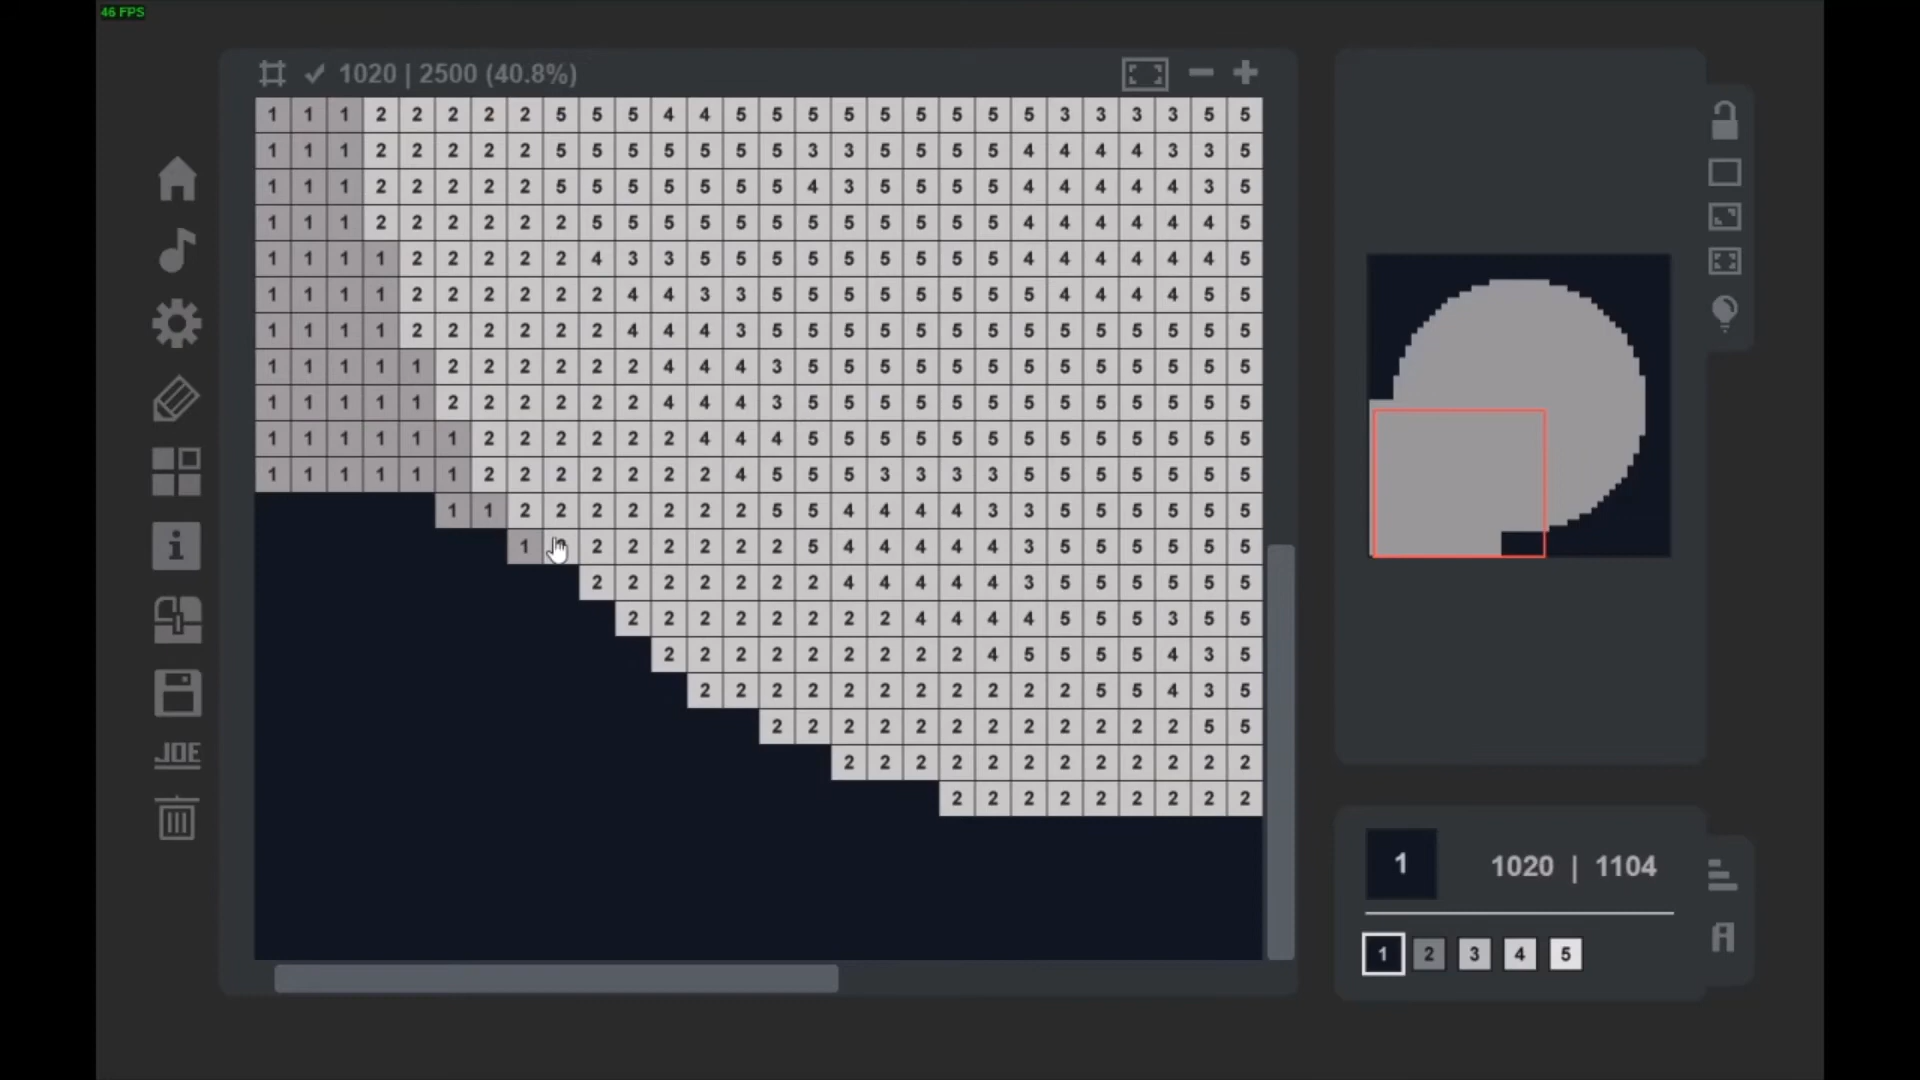 46 FPS
1020 | 2500 (40.8%)
1 1 1 2 2 2 2 2 5 5 5 4 4 5 5 5 5 5 5 5 5 5 3 3 3 3 5 5
1 1 1 2 2 2 2 2 5 5 5 5 5 5 5 3 3 5 5 5 5 4 4 4 4 3 3 5
1 1 1 2 2 2 2 2 5 5 5 5 5 5 5 4 3 5 5 5 5 4 4 4 4 4 3 5
1 1 1 2 2 2 2 2 2 5 5 5 5 5 5 5 5 5 5 5 5 4 4 4 4 4 4 5
1 1 1 1 2 2 2 2 2 4 3 3 5 5 5 5 5 5 5 5 5 4 4 4 4 4 4 5
1 1 1 1 2 2 2 2 2 2 4 4 3 3 5 5 5 5 5 5 5 5 4 4 4 4 5 5
1 1 1 1 2 2 2 2 2 2 4 4 4 3 5 5 5 5 5 5 5 5 5 5 5 5 5 5
1 1 1 1 1 2 2 2 2 2 2 4 4 4 3 5 5 5 5 5 5 5 5 5 5 5 5 5
1 1 1 1 1 2 2 2 2 2 2 4 4 4 3 5 5 5 5 5 5 5 5 5 5 5 5 5
1 1 1 1 1 1 2 2 2 2 2 2 4 4 4 5 5 5 5 5 5 5 5 5 5 5 5 5
1 1 1 1 1 1 2 2 2 2 2 2 2 4 5 5 5 3 3 3 3 5 5 5 5 5 5 5
1 1 2 2 2 2 2 2 2 5 5 4 4 4 4 3 3 5 5 5 5 5 5
1 2 2 2 2 2 2 5 4 4 4 4 4 3 5 5 5 5 5 5
2 2 2 2 2 2 2 4 4 4 4 4 3 5 5 5 5 5 5
2 2 2 2 2 2 2 2 4 4 4 4 5 5 5 3 5 5
2 2 2 2 2 2 2 2 2 4 5 5 5 5 4 3 5
2 2 2 2 2 2 2 2 2 2 2 5 5 4 3 5
2 2 2 2 2 2 2 2 2 2 2 2 5 5
2 2 2 2 2 2 2 2 2 2 2 2
2 2 2 2 2 2 2 2 2
JOE
1 1020 | 1104
1 2 3 4 5